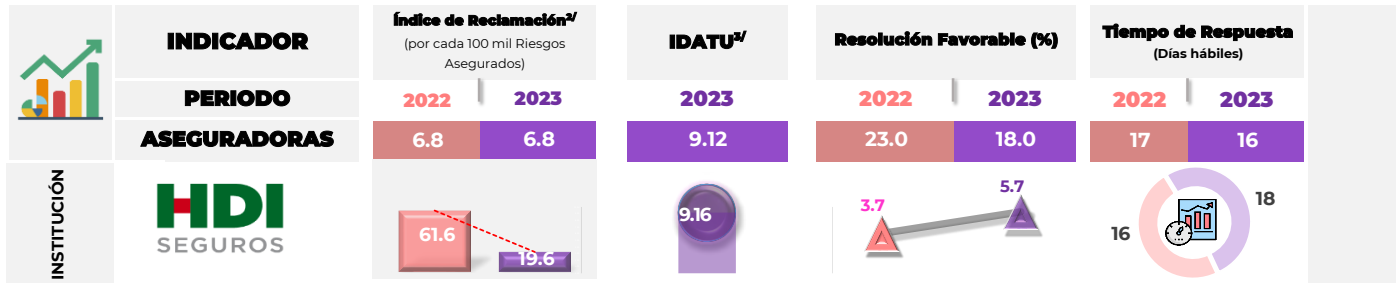 INDICADOR
Índice de Reclamación2/
(por cada 100 mil Riesgos
Asegurados)
IDATU3/
Resolución Favorable (%)
Tiempo de Respuesta
(Días hábiles)
PERIODO
2022
2023
2023
2022
2023
2022
2023
ASEGURADORAS
6.8
6.8
9.12
23.0
18.0
17
16
INSTITUCIÓN
HDI
SEGUROS
61.6
19.6
9.16
3.7
5.7
16
18